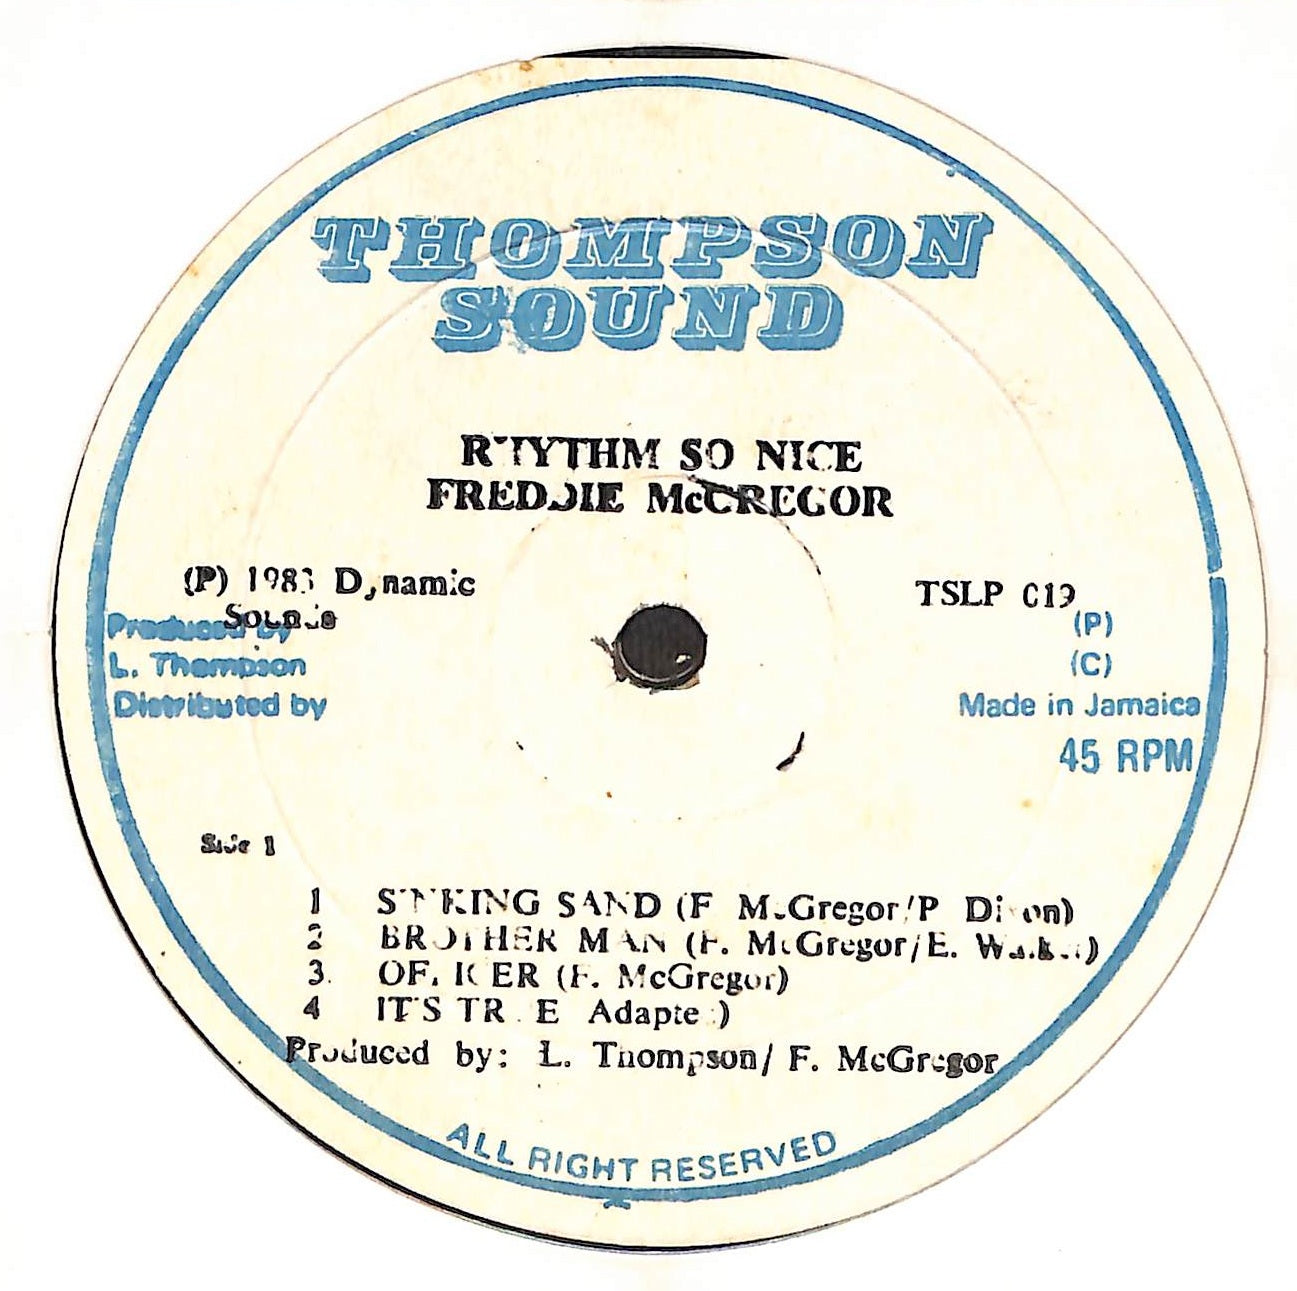 THOMPSON
SOUND
RHYTHM SO NICE
FREDDIE McGREGOR
(P) 1983 Dynamic
Sounds
TSLP 019
Produced by
L. Thompson
Distributed by
(P)
(C)
Made in Jamaica
45 RPM
Side 1
1 SINKING SAND (F McGregor/P Dixon)
2 BROTHER MAN (F. McGregor/E.
3. OFFICER (F. McGregor)
4 IT'S TRUE Adapted)
Produced by: L. Thompson/ F. McGregor
ALL RIGHT RESERVED